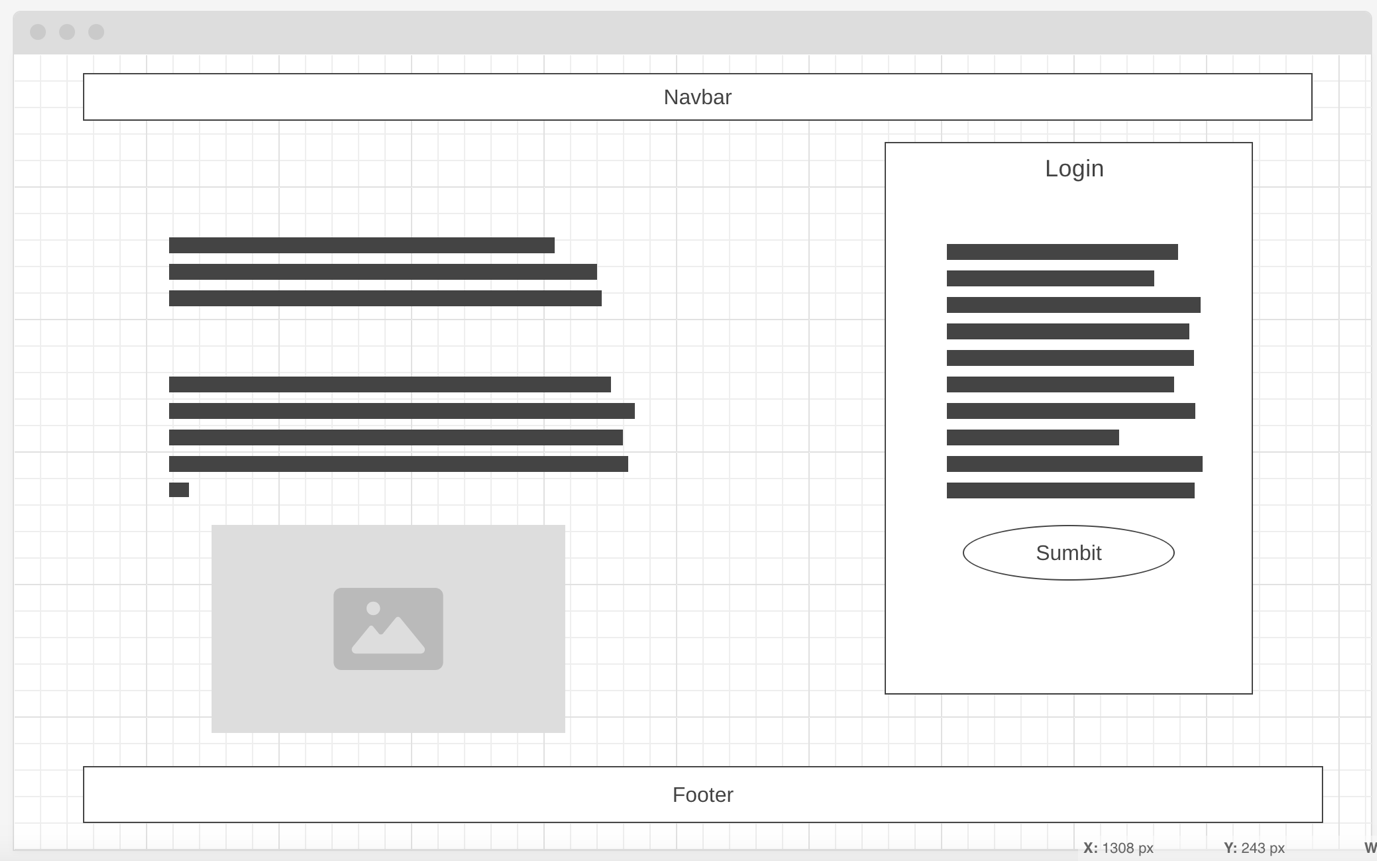 Navbar
Login
Sumbit
Footer
X: 1308 px Y: 243 px W